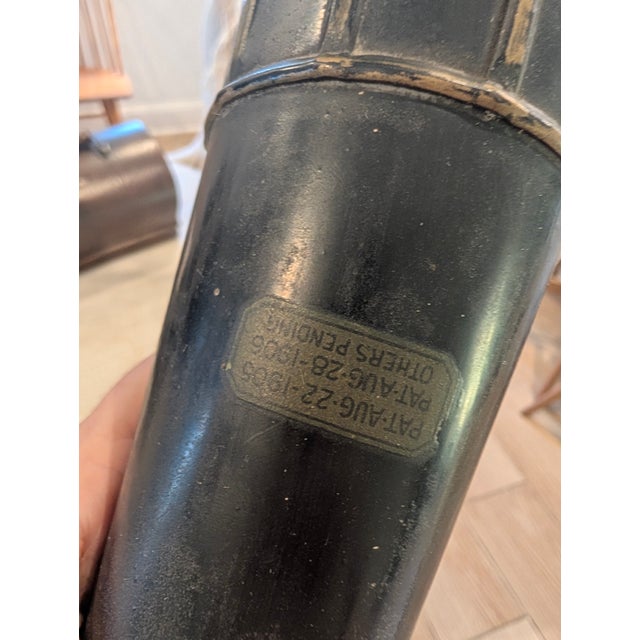 PAT·AUG·22·1905
PAT·AUG·28·1906
OTHERS PENDING